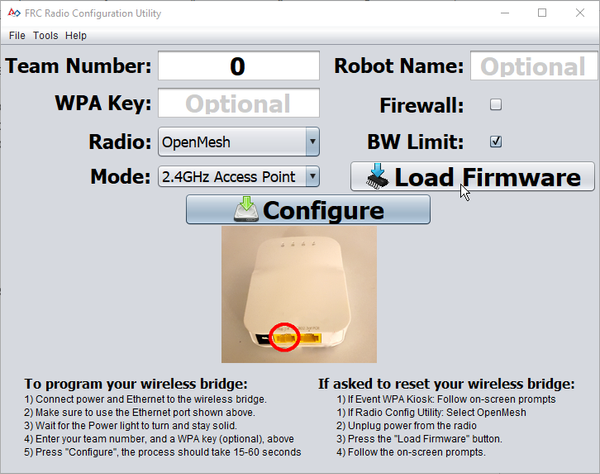 FRC Radio Configuration Utility
File Tools Help
Team Number: 0 Robot Name: Optional
WPA Key: Optional Firewall:
Radio: OpenMesh BW Limit:
Mode: 2.4GHz Access Point Load Firmware
Configure
To program your wireless bridge:
1) Connect power and Ethernet to the wireless bridge.
2) Make sure to use the Ethernet port shown above.
3) Wait for the Power light to turn and stay solid.
4) Enter your team number, and a WPA key (optional), above
5) Press "Configure", the process should take 15-60 seconds
If asked to reset your wireless bridge:
1) If Event WPA Kiosk: Follow on-screen prompts
1) If Radio Config Utility: Select OpenMesh
2) Unplug power from the radio
3) Press the "Load Firmware" button.
4) Follow the on-screen prompts.